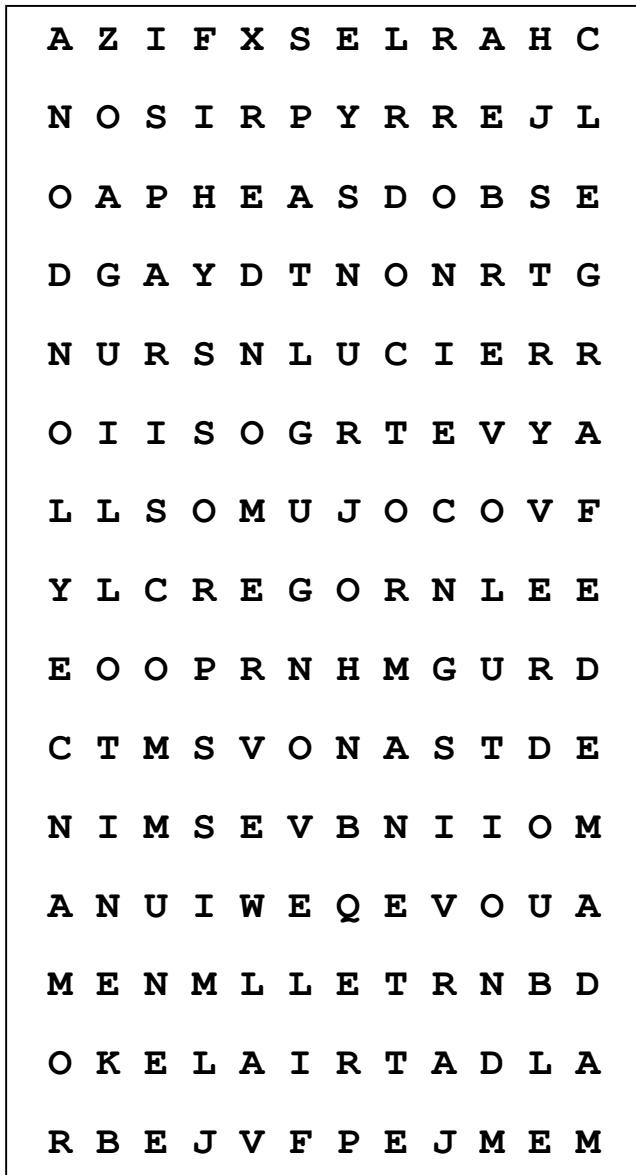 A Z I F X S E L R A H C
N O S I R P Y R R E J L
O A P H E A S D O B S E
D G A Y D T N O N R T G
N U R S N L U C I E R R
O I I S O G R T E V Y A
L L S O M U J O C O V F
Y L C R E G O R N L E E
E O O P R N H M G U R D
C T M S V O N A S T D E
N I M S E V B N I I O M
A N U I W E Q E V O U A
M E N M L L E T R N B D
O K E L A I R T A D L A
R B E J V F P E J M E M